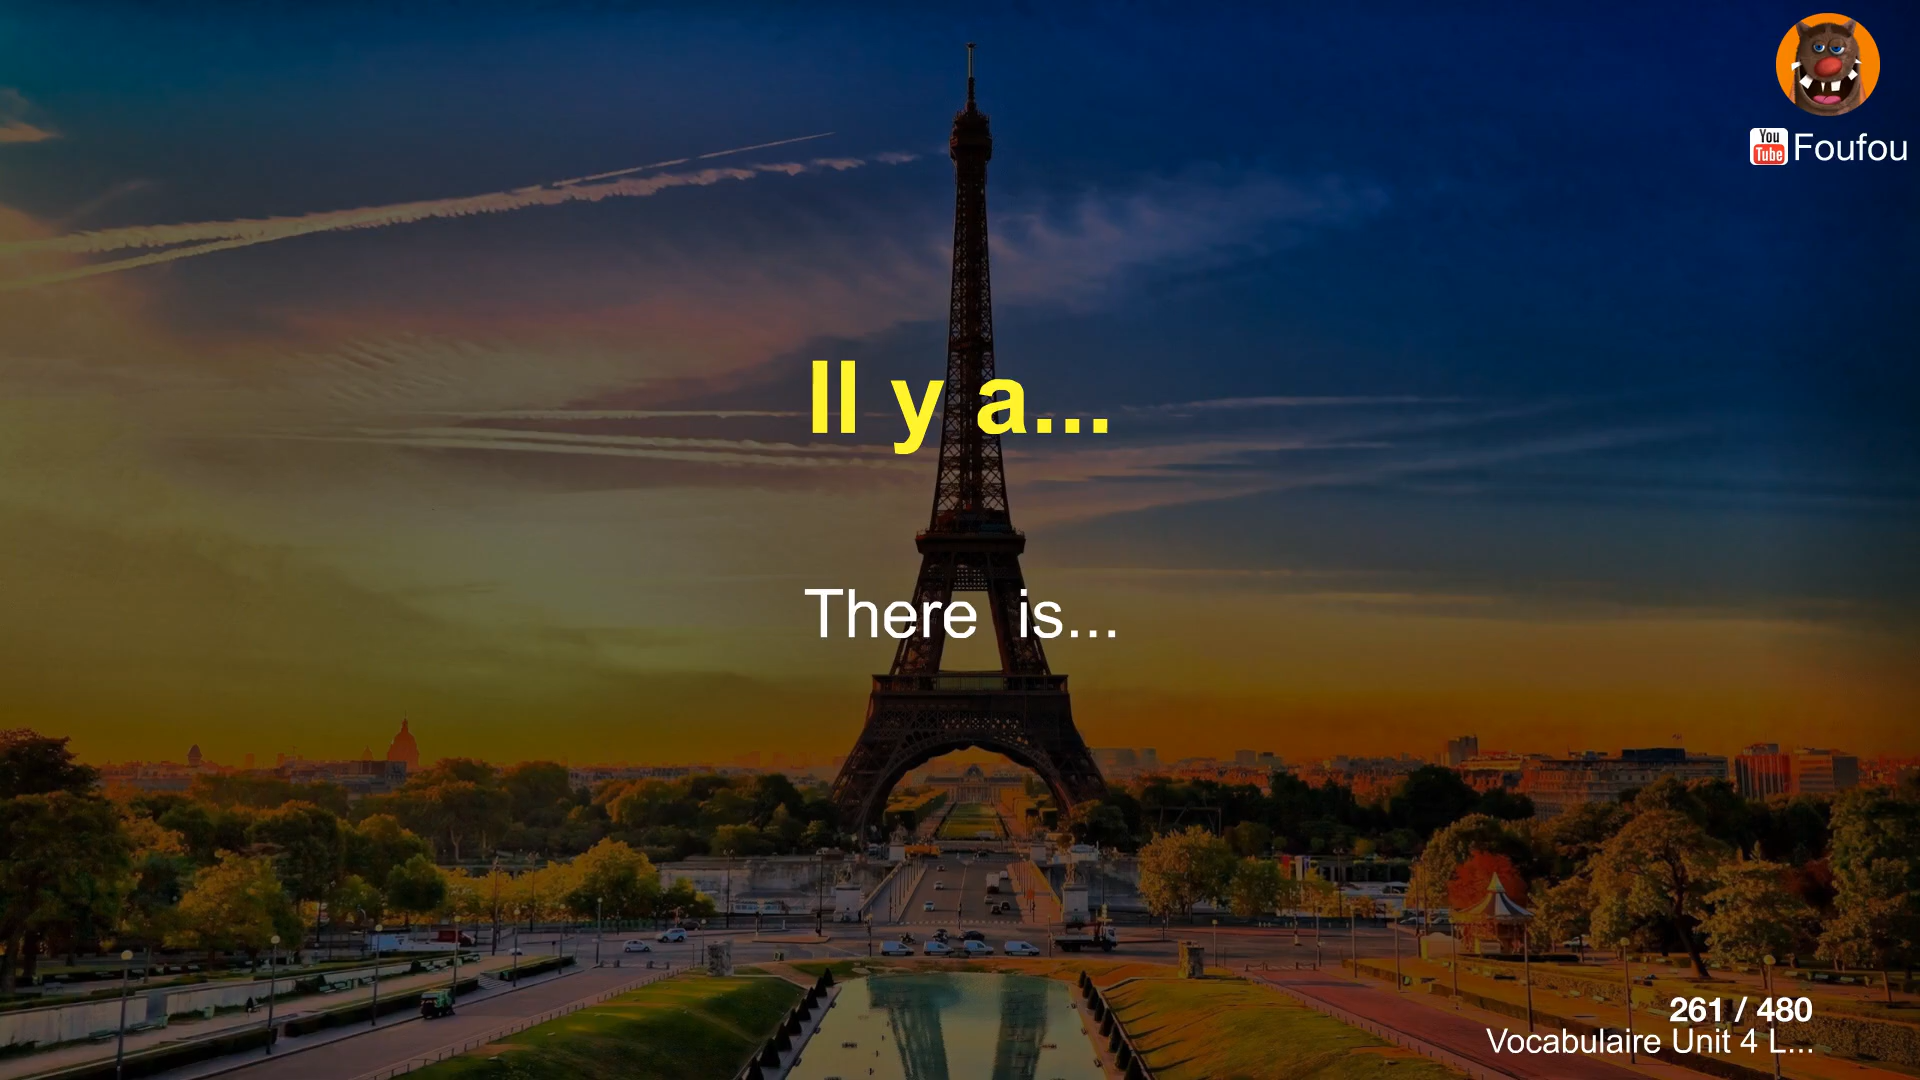 You
Tube
Foufou
Il y a...
There is...
261 / 480
Vocabulaire Unit 4 L...